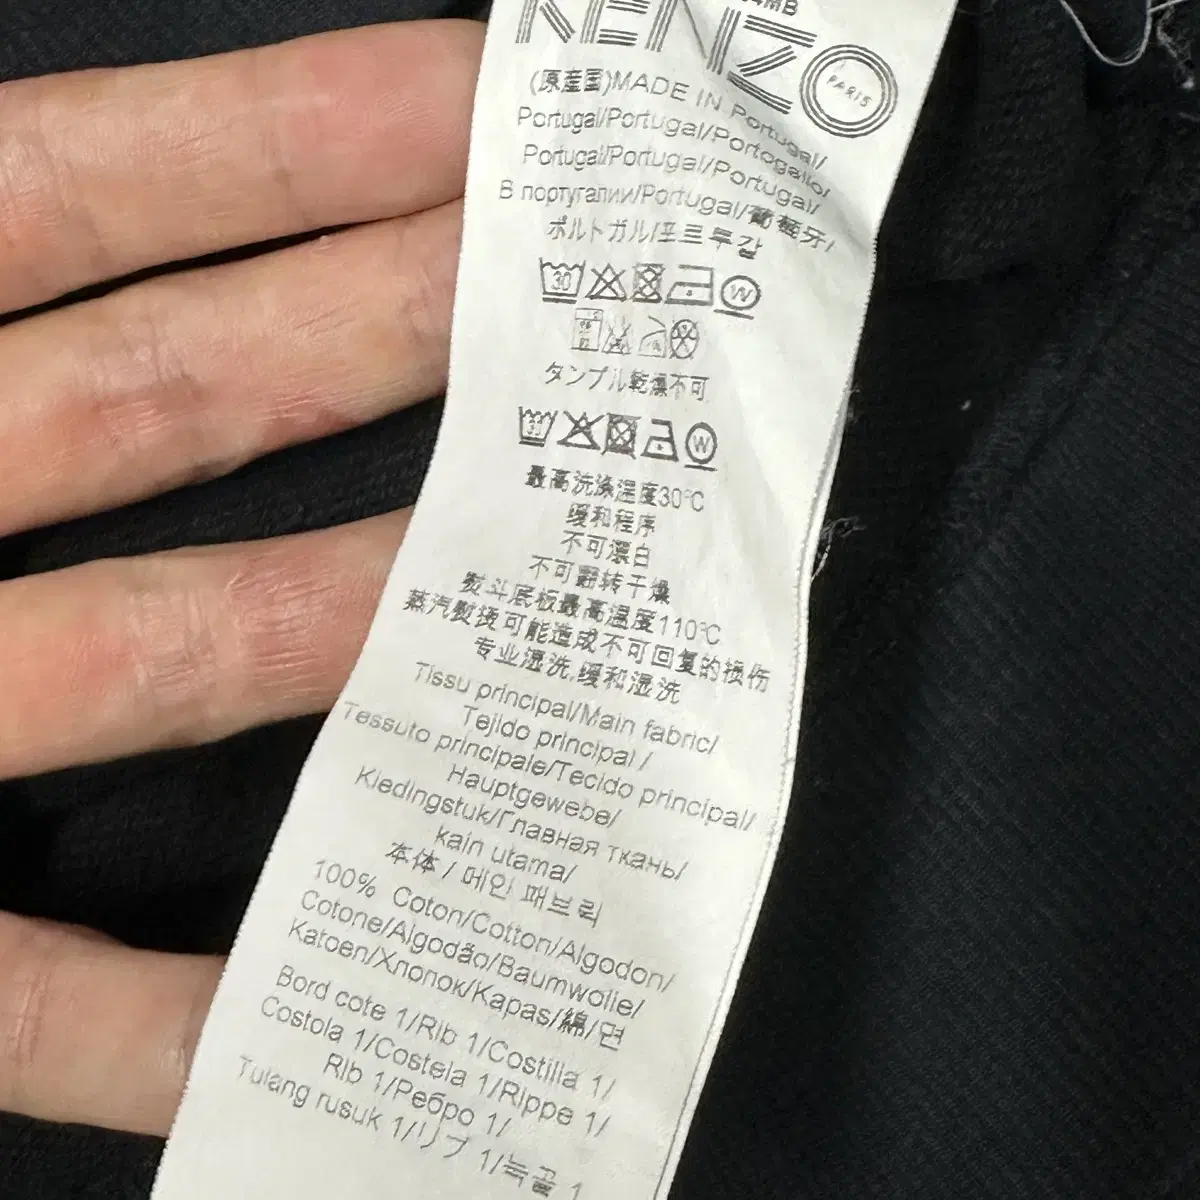 4MB
KENZO
PARIS
(原産国)MADE IN Portugal/
Portugal/Portugal/Portogallo/
Portugal/Portugal/Portugal/
В португалии/Portugal/葡萄牙/
ポルトガル/포르투갈
30
W
タンブル乾燥不可
30
W
最高洗涤温度30℃
缓和程序
不可漂白
不可翻转干燥
熨斗底板最高温度110℃
蒸汽熨烫可能造成不可回复的损伤
专业湿洗,缓和湿洗
Tissu principal/Main fabric/
Tejido principal /
Tessuto principale/Tecido principal/
Hauptgewebe/
Kledingstuk/Главная ткань/
kain utama/
本体 / 메인 패브릭
100% Coton/Cotton/Algodon/
Cotone/Algodão/Baumwolle/
Katoen/Хлопок/Kapas/綿/면
Bord cote 1/Rib 1/Costilla 1/
Costola 1/Costela 1/Rippe 1/
Rib 1/Ребро 1/
Tulang rusuk 1/リブ 1/늑골 1